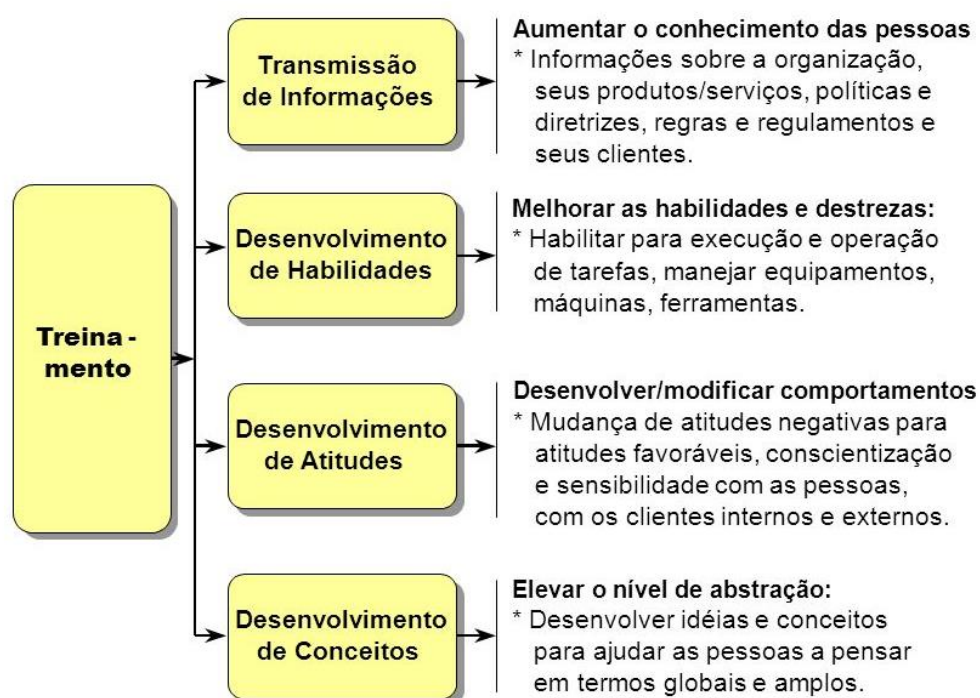 Treina -
mento
Transmissão
de Informações
Aumentar o conhecimento das pessoas
* Informações sobre a organização,
seus produtos/serviços, políticas e
diretrizes, regras e regulamentos e
seus clientes.
Desenvolvimento
de Habilidades
Melhorar as habilidades e destrezas:
* Habilitar para execução e operação
de tarefas, manejar equipamentos,
máquinas, ferramentas.
Desenvolvimento
de Atitudes
Desenvolver/modificar comportamentos
* Mudança de atitudes negativas para
atitudes favoráveis, conscientização
e sensibilidade com as pessoas,
com os clientes internos e externos.
Desenvolvimento
de Conceitos
Elevar o nível de abstração:
* Desenvolver idéias e conceitos
para ajudar as pessoas a pensar
em termos globais e amplos.